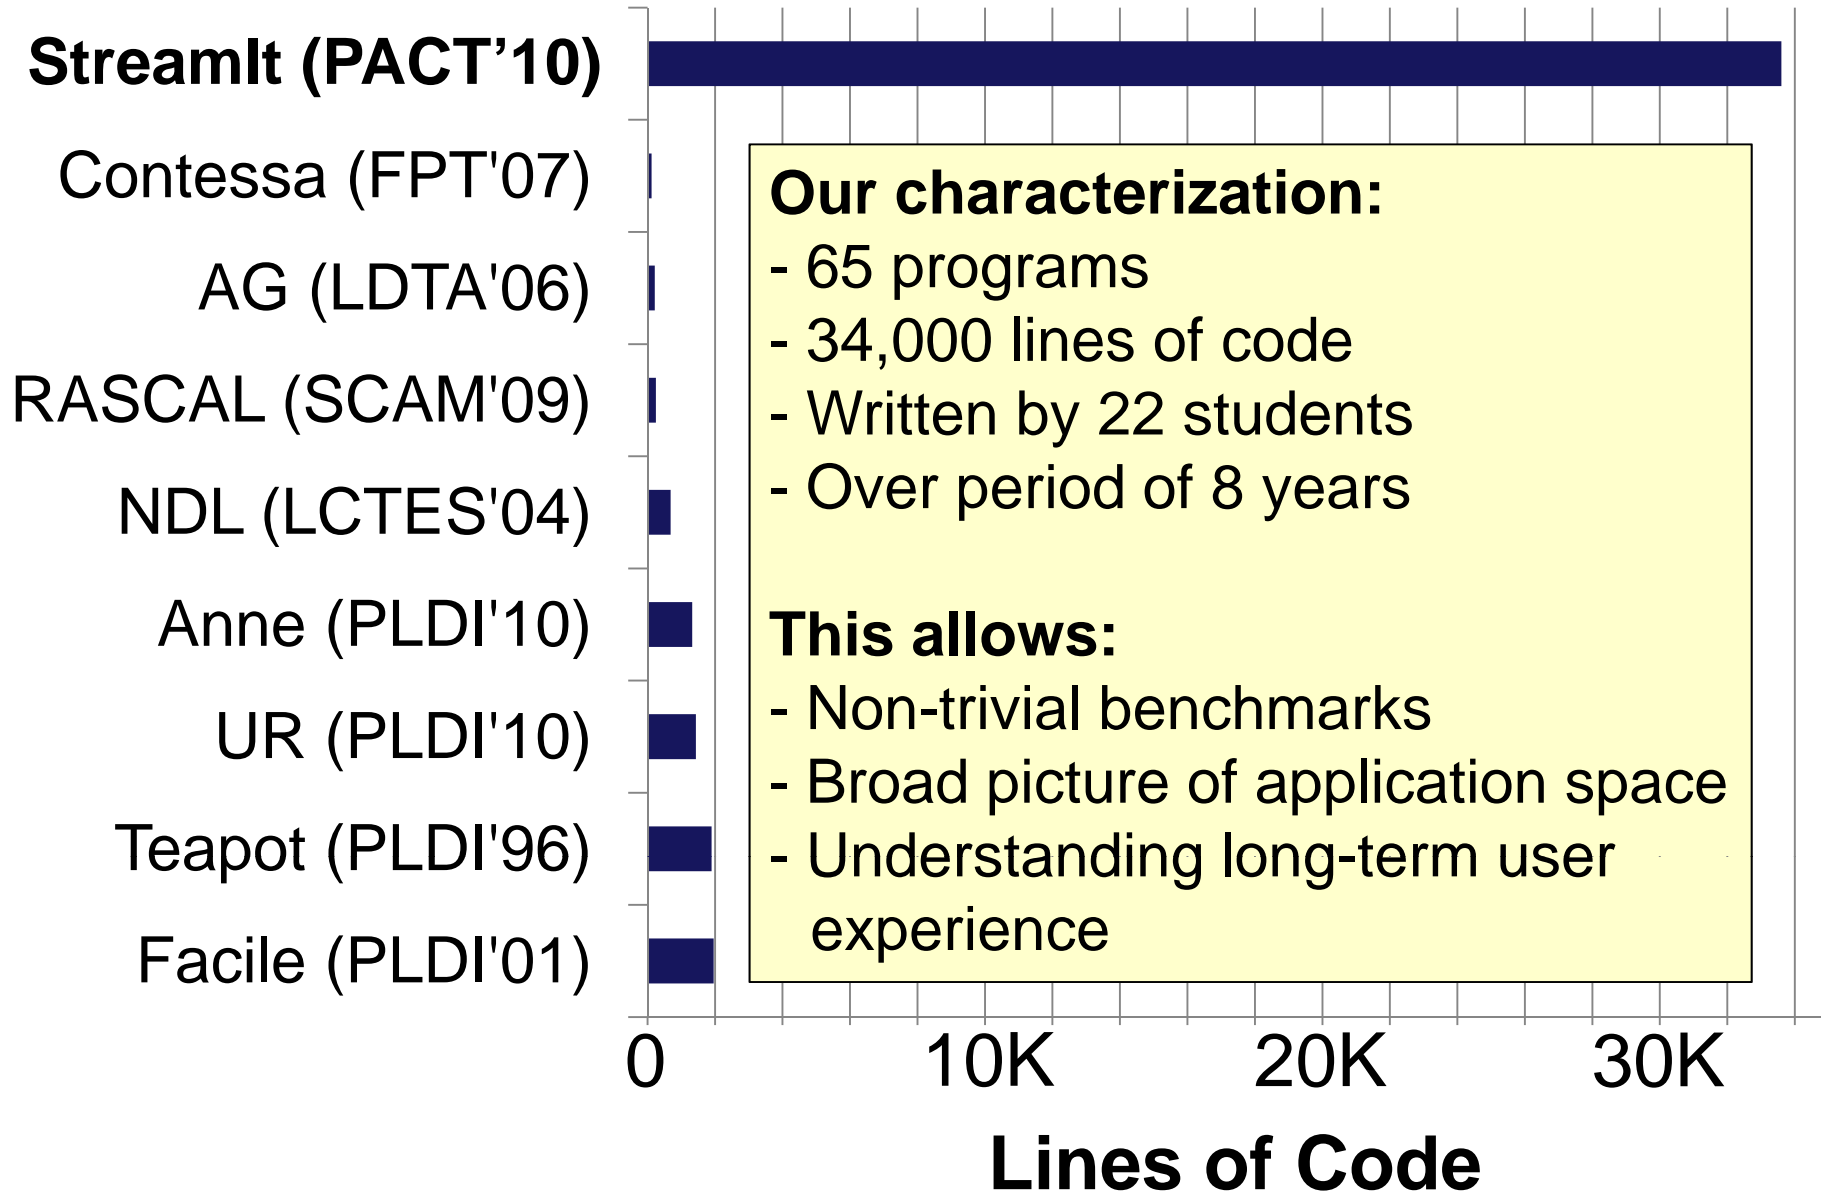 StreamIt (PACT’10)
Contessa (FPT'07)
AG (LDTA'06)
RASCAL (SCAM'09)
NDL (LCTES'04)
Anne (PLDI'10)
UR (PLDI'10)
Teapot (PLDI'96)
Facile (PLDI'01)
Our characterization:
- 65 programs
- 34,000 lines of code
- Written by 22 students
- Over period of 8 years
This allows:
- Non-trivial benchmarks
- Broad picture of application space
- Understanding long-term user
experience
0 10K 20K 30K
Lines of Code